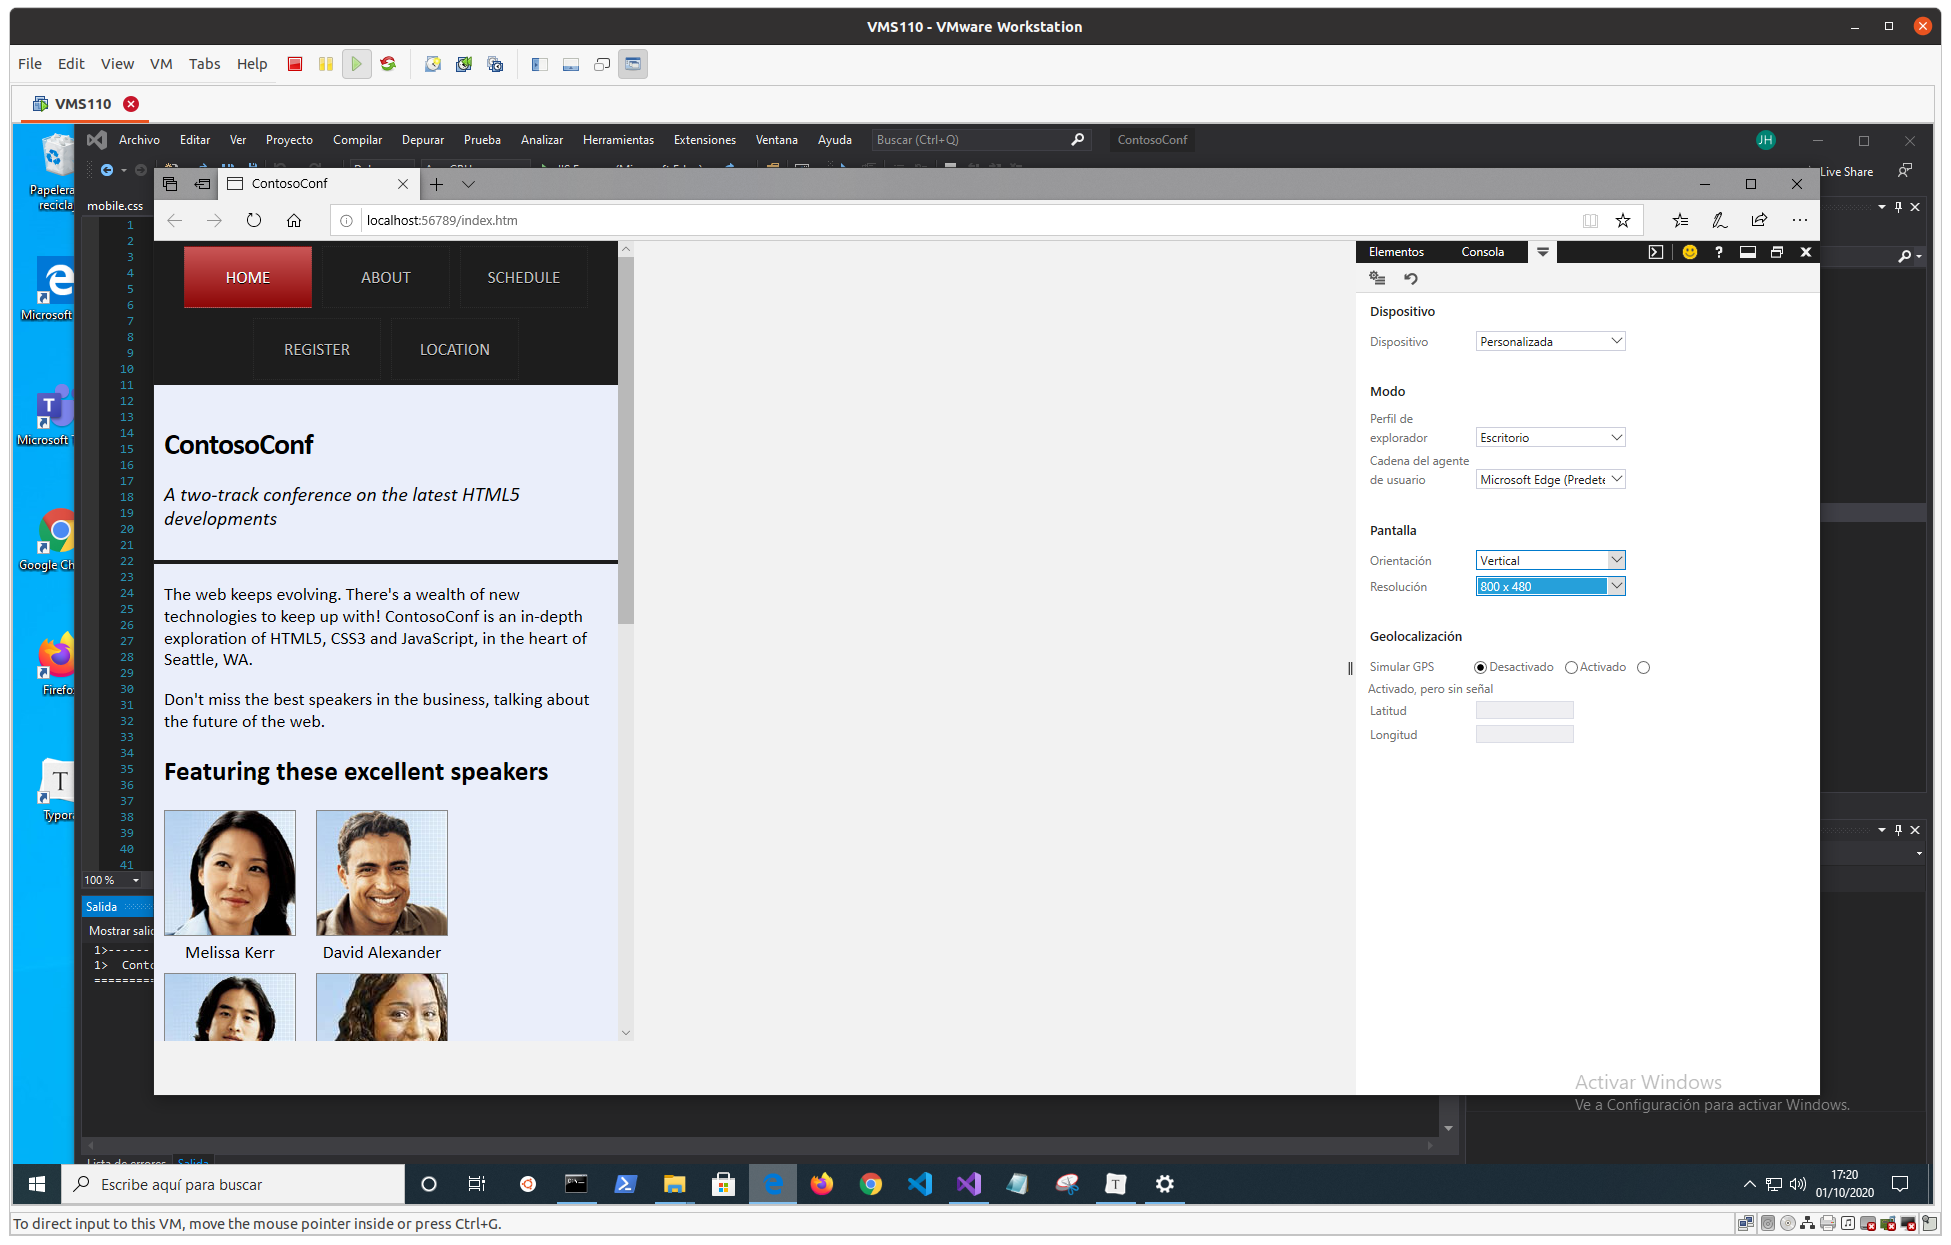 VMS110 - VMware Workstation
File Edit View VM Tabs Help
VMS110
Archivo Editar Ver Proyecto Compilar Depurar Prueba Analizar Herramientas Extensiones Ventana Ayuda Buscar (Ctrl+Q) ContosoConf JH
Live Share
Papelera
recicla
mobile.css
ContosoConf
localhost:56789/index.htm
1
2
3
4
5
6
7
8
9
10
11
12
13
14
15
16
17
18
19
20
21
22
23
24
25
26
27
28
29
30
31
32
33
34
35
36
37
38
39
40
41
100 %
Salida
Mostrar salid
1>------
1> Conto
==========
Microsoft
Microsoft T
Google Ch
Firefo
Typora
HOME ABOUT SCHEDULE
REGISTER LOCATION
ContosoConf
A two-track conference on the latest HTML5
developments
The web keeps evolving. There's a wealth of new
technologies to keep up with! ContosoConf is an in-depth
exploration of HTML5, CSS3 and JavaScript, in the heart of
Seattle, WA.
Don't miss the best speakers in the business, talking about
the future of the web.
Featuring these excellent speakers
Melissa Kerr David Alexander
Elementos Consola
Dispositivo
Dispositivo Personalizada
Modo
Perfil de
explorador Escritorio
Cadena del agente
de usuario Microsoft Edge (Predete
Pantalla
Orientación Vertical
Resolución 800 x 480
Geolocalización
Simular GPS Desactivado Activado
Activado, pero sin señal
Latitud
Longitud
Activar Windows
Ve a Configuración para activar Windows.
Lista de errores Salida
Escribe aquí para buscar
17:20
01/10/2020
To direct input to this VM, move the mouse pointer inside or press Ctrl+G.